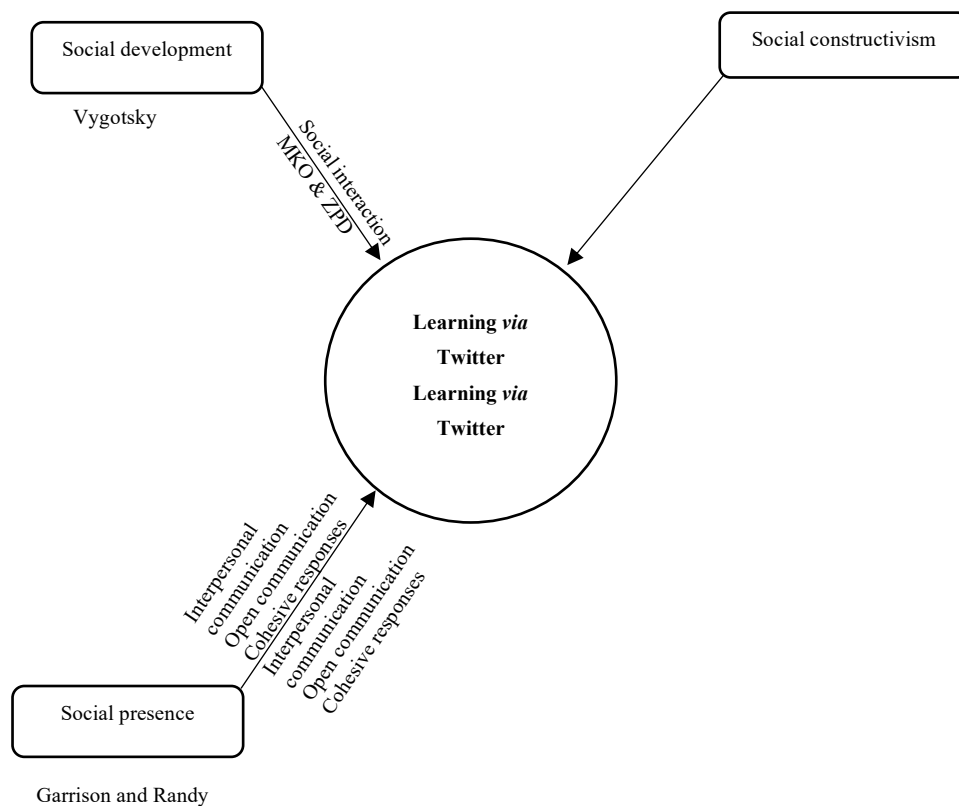 Social development
Vygotsky
Social constructivism
Social interaction
MKO & ZPD
Learning via
Twitter
Learning via
Twitter
Interpersonal
communication
Open communication
Cohesive responses
Interpersonal
communication
Open communication
Cohesive responses
Social presence
Garrison and Randy